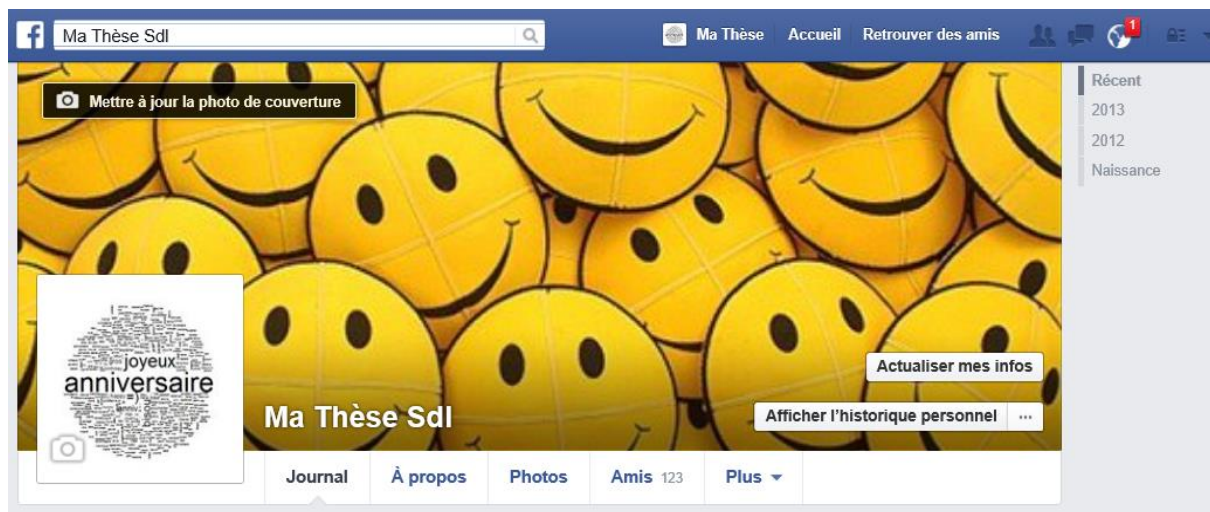 f Ma Thèse Sdl Ma Thèse Accueil Retrouver des amis 1
Mettre à jour la photo de couverture
Récent
2013
2012
Naissance
joyeux
anniversaire
=)
Actualiser mes infos
Ma Thèse Sdl
Afficher l'historique personnel ...
Journal À propos Photos Amis 123 Plus